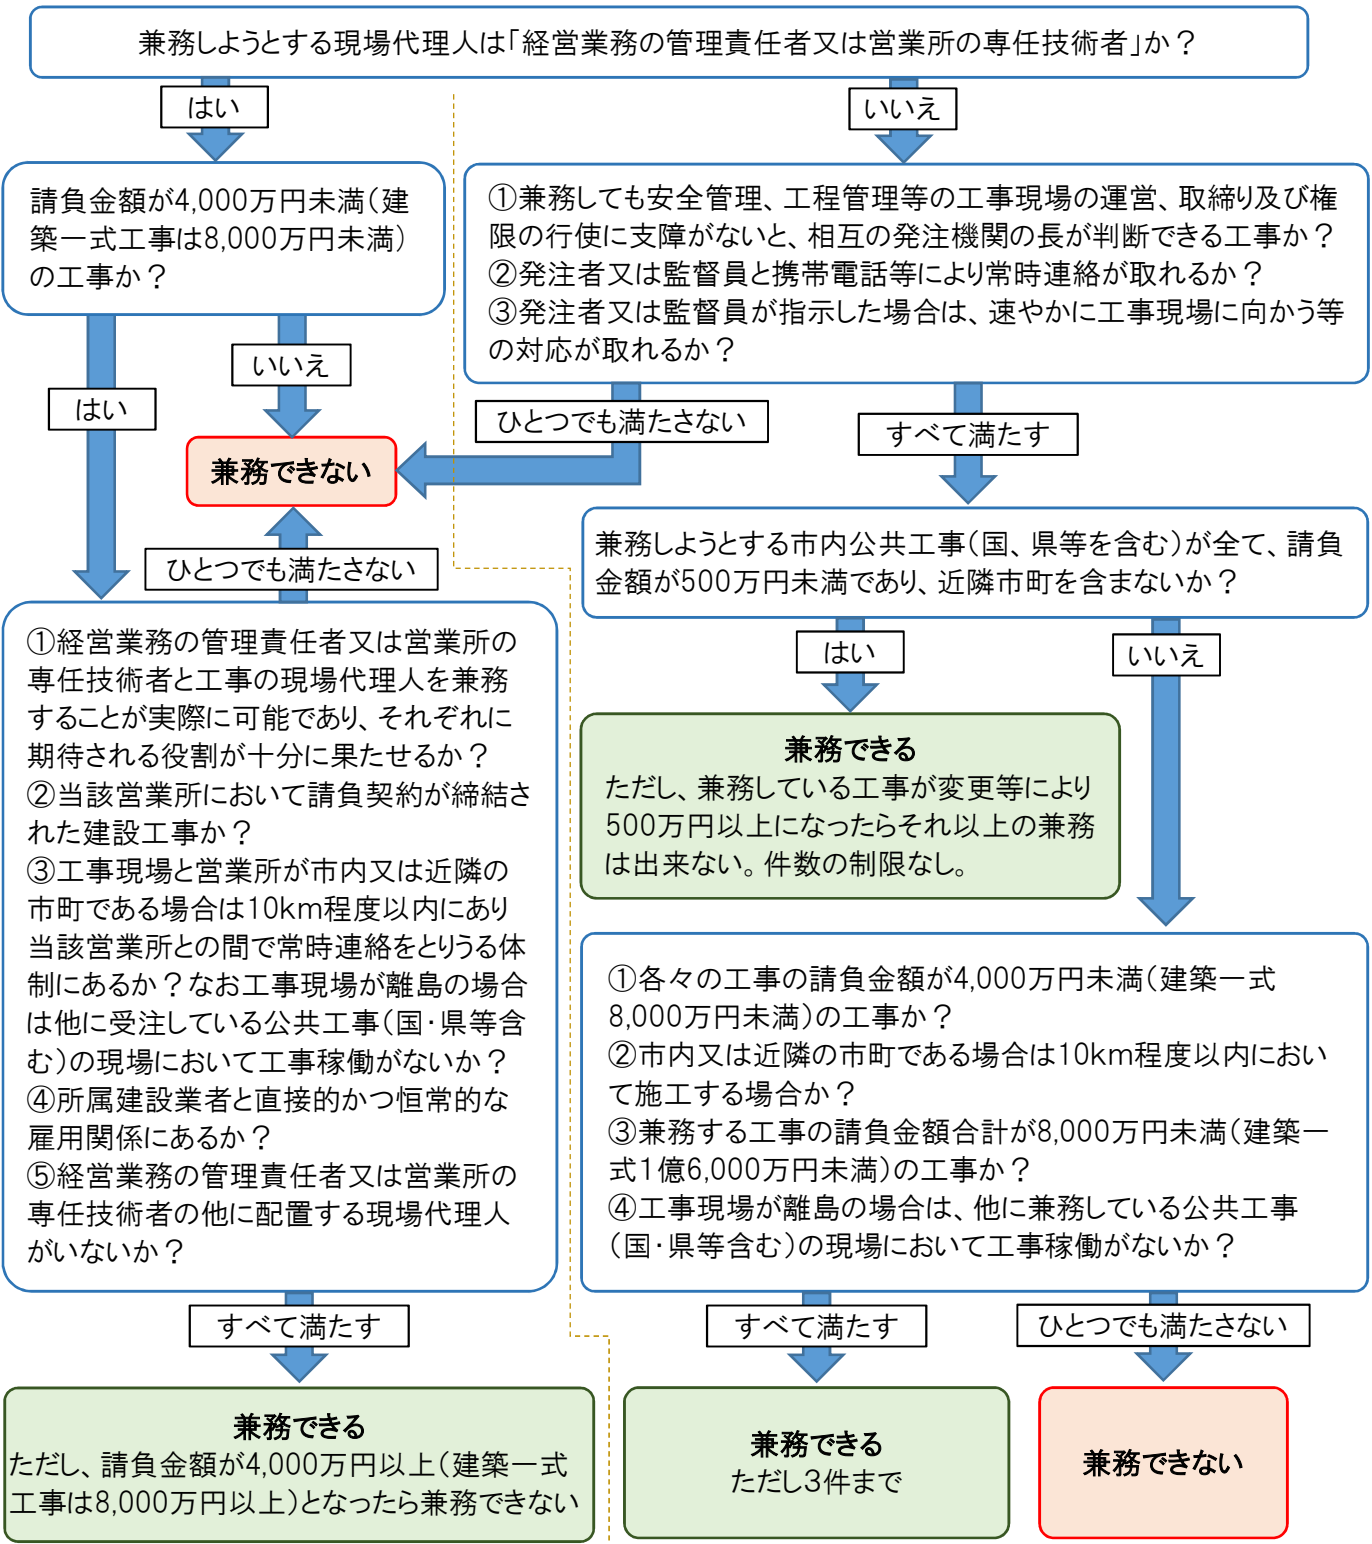 兼務しようとする現場代理人は「経営業務の管理責任者又は営業所の専任技術者」か？
はい
いいえ
請負金額が4,000万円未満（建
築一式工事は8,000万円未満）
の工事か？
①兼務しても安全管理、工程管理等の工事現場の運営、取締り及び権
限の行使に支障がないと、相互の発注機関の長が判断できる工事か？
②発注者又は監督員と携帯電話等により常時連絡が取れるか？
③発注者又は監督員が指示した場合は、速やかに工事現場に向かう等
の対応が取れるか？
はい
いいえ
ひとつでも満たさない
すべて満たす
兼務できない
ひとつでも満たさない
兼務しようとする市内公共工事（国、県等を含む）が全て、請負
金額が500万円未満であり、近隣市町を含まないか？
はい
いいえ
①経営業務の管理責任者又は営業所の
専任技術者と工事の現場代理人を兼務
することが実際に可能であり、それぞれに
期待される役割が十分に果たせるか？
②当該営業所において請負契約が締結さ
れた建設工事か？
③工事現場と営業所が市内又は近隣の
市町である場合は10km程度以内にあり
当該営業所との間で常時連絡をとりうる体
制にあるか？なお工事現場が離島の場合
は他に受注している公共工事（国・県等含
む）の現場において工事稼働がないか？
④所属建設業者と直接的かつ恒常的な
雇用関係にあるか？
⑤経営業務の管理責任者又は営業所の
専任技術者の他に配置する現場代理人
がいないか？
兼務できる
ただし、兼務している工事が変更等により
500万円以上になったらそれ以上の兼務
は出来ない。件数の制限なし。
①各々の工事の請負金額が4,000万円未満（建築一式
8,000万円未満）の工事か？
②市内又は近隣の市町である場合は10km程度以内におい
て施工する場合か？
③兼務する工事の請負金額合計が8,000万円未満（建築一
式1億6,000万円未満）の工事か？
④工事現場が離島の場合は、他に兼務している公共工事
（国・県等含む）の現場において工事稼働がないか？
すべて満たす
すべて満たす
ひとつでも満たさない
兼務できる
ただし、請負金額が4,000万円以上（建築一式
工事は8,000万円以上）となったら兼務できない
兼務できる
ただし３件まで
兼務できない